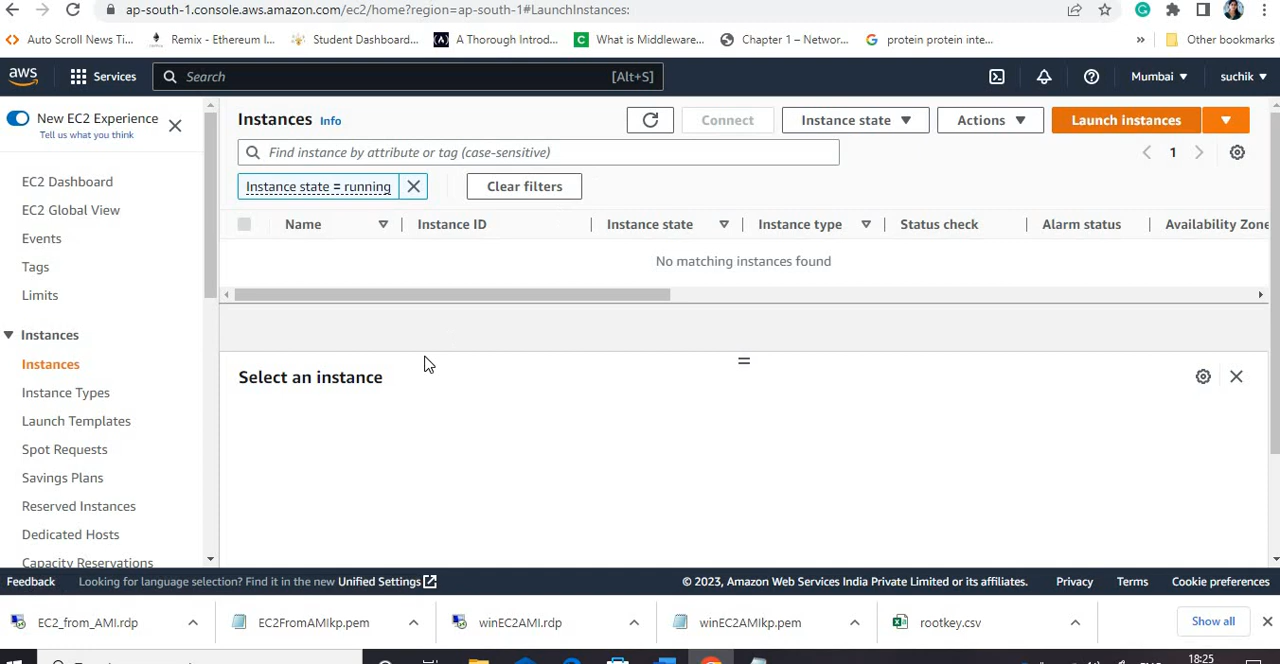 ap-south-1.console.aws.amazon.com/ec2/home?region=ap-south-1#LaunchInstances:
Auto Scroll News Ti... Remix - Ethereum I... Student Dashboard... A Thorough Introd... What is Middleware... Chapter 1 – Networ... protein protein inte... » Other bookmarks
aws Services Search [Alt+S] Mumbai suchik
New EC2 Experience
Tell us what you think
EC2 Dashboard
EC2 Global View
Events
Tags
Limits
Instances
Instances
Instance Types
Launch Templates
Spot Requests
Savings Plans
Reserved Instances
Dedicated Hosts
Capacity Reservations
Instances Info Connect Instance state Actions Launch instances
Find instance by attribute or tag (case-sensitive) 1
Instance state = running Clear filters
Name Instance ID Instance state Instance type Status check Alarm status Availability Zone
No matching instances found
Select an instance
Feedback Looking for language selection? Find it in the new Unified Settings © 2023, Amazon Web Services India Private Limited or its affiliates. Privacy Terms Cookie preferences
EC2_from_AMI.rdp EC2FromAMIkp.pem winEC2AMI.rdp winEC2AMIkp.pem rootkey.csv Show all
18:25